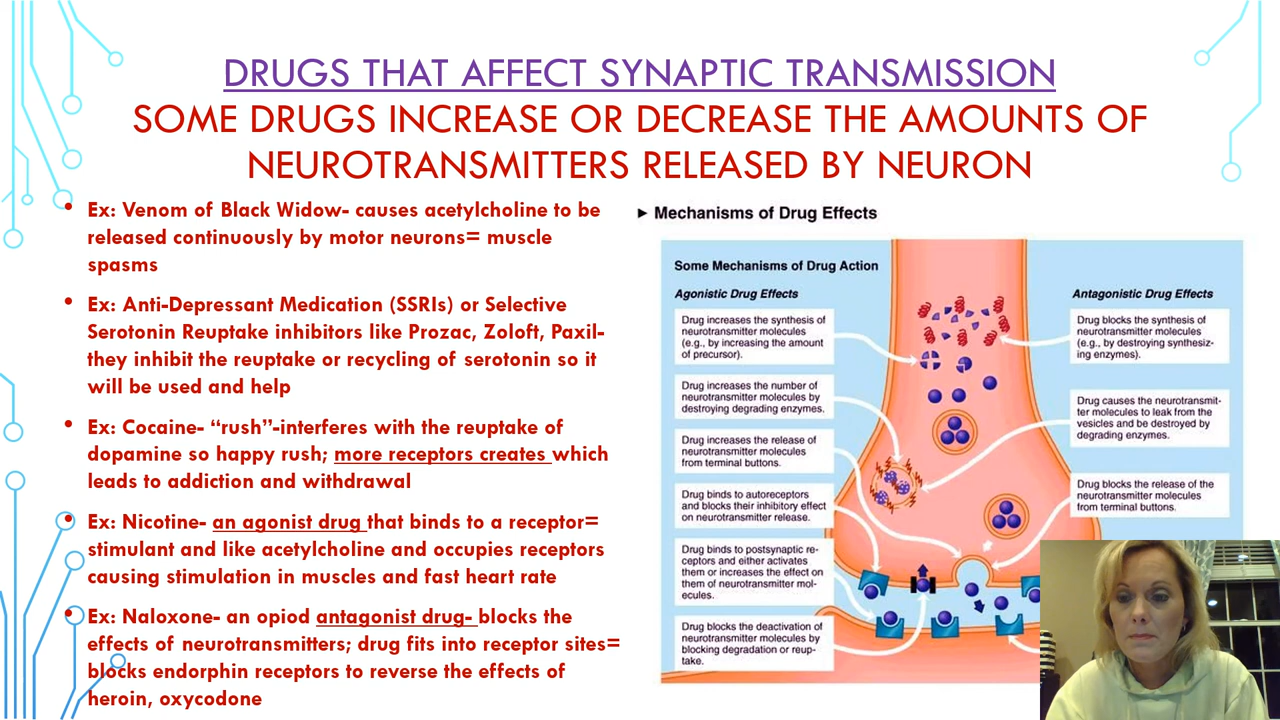 DRUGS THAT AFFECT SYNAPTIC TRANSMISSION
SOME DRUGS INCREASE OR DECREASE THE AMOUNTS OF
NEUROTRANSMITTERS RELEASED BY NEURON
• Ex: Venom of Black Widow- causes acetylcholine to be
released continuously by motor neurons= muscle
spasms
• Ex: Anti-Depressant Medication (SSRIs) or Selective
Serotonin Reuptake inhibitors like Prozac, Zoloft, Paxil-
they inhibit the reuptake or recycling of serotonin so it
will be used and help
• Ex: Cocaine- “rush”-interferes with the reuptake of
dopamine so happy rush; more receptors creates which
leads to addiction and withdrawal
• Ex: Nicotine- an agonist drug that binds to a receptor=
stimulant and like acetylcholine and occupies receptors
causing stimulation in muscles and fast heart rate
• Ex: Naloxone- an opiod antagonist drug- blocks the
effects of neurotransmitters; drug fits into receptor sites=
blocks endorphin receptors to reverse the effects of
heroin, oxycodone
► Mechanisms of Drug Effects
Some Mechanisms of Drug Action
Agonistic Drug Effects
Drug increases the synthesis of
neurotransmitter molecules
(e.g., by increasing the amount
of precursor).
Drug increases the number of
neurotransmitter molecules by
destroying degrading enzymes.
Drug increases the release of
neurotransmitter molecules
from terminal buttons.
Drug binds to autoreceptors
and blocks their inhibitory effect
on neurotransmitter release.
Drug binds to postsynaptic re-
ceptors and either activates
them or increases the effect on
them of neurotransmitter mol-
ecules.
Drug blocks the deactivation of
neurotransmitter molecules by
blocking degradation or reup-
take.
Antagonistic Drug Effects
Drug blocks the synthesis of
neurotransmitter molecules
(e.g., by destroying synthesiz-
ing enzymes).
Drug causes the neurotransmit-
ter molecules to leak from the
vesicles and be destroyed by
degrading enzymes.
Drug blocks the release of the
neurotransmitter molecules
from terminal buttons.